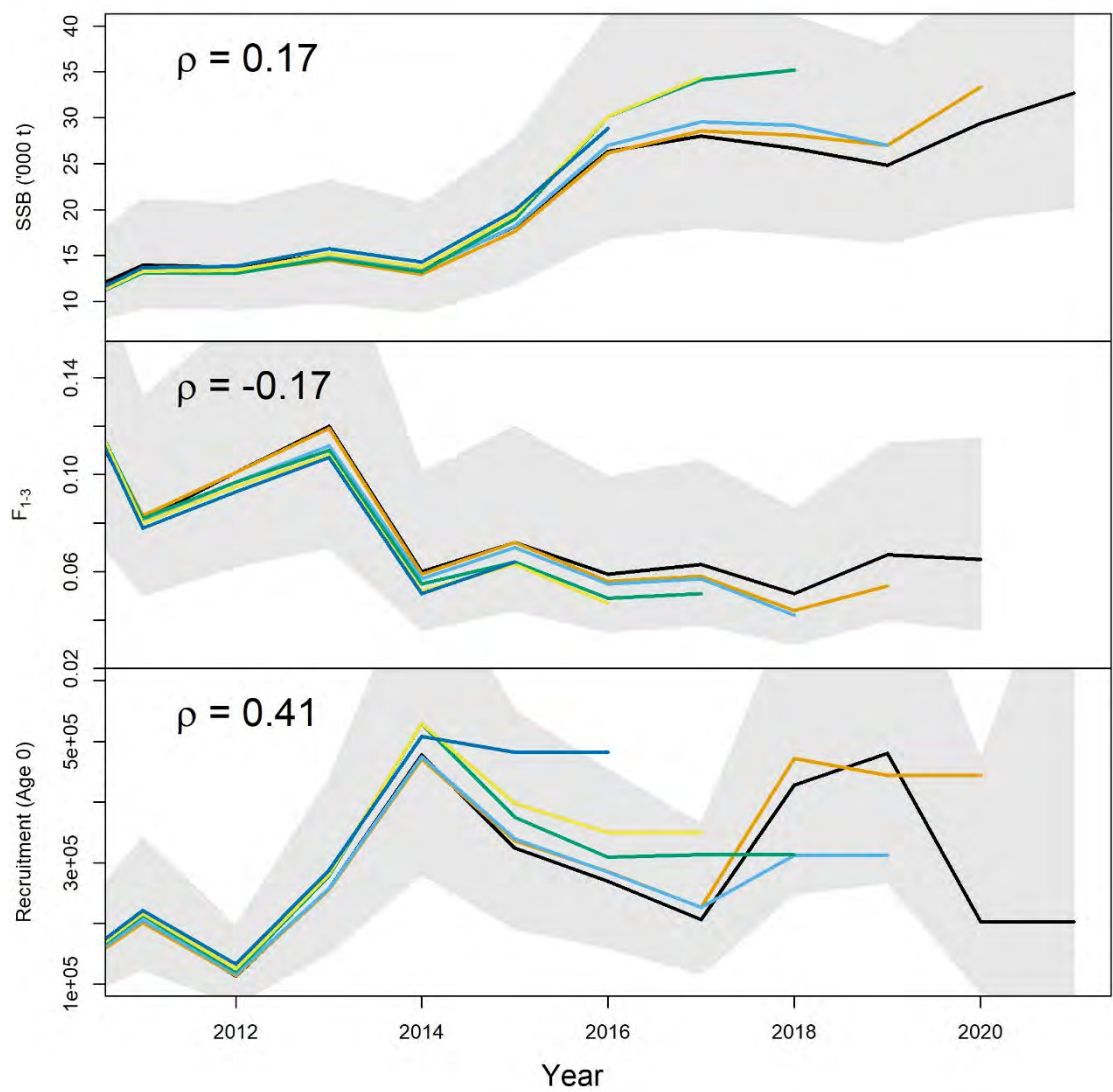 SSB ('000 t)
40
35
30
25
20
15
10
ρ = 0.17
F1-3
0.14
0.10
0.06
0.02
ρ = -0.17
Recruitment (Age 0)
5e+05
3e+05
1e+05
ρ = 0.41
2012 2014 2016 2018 2020
Year